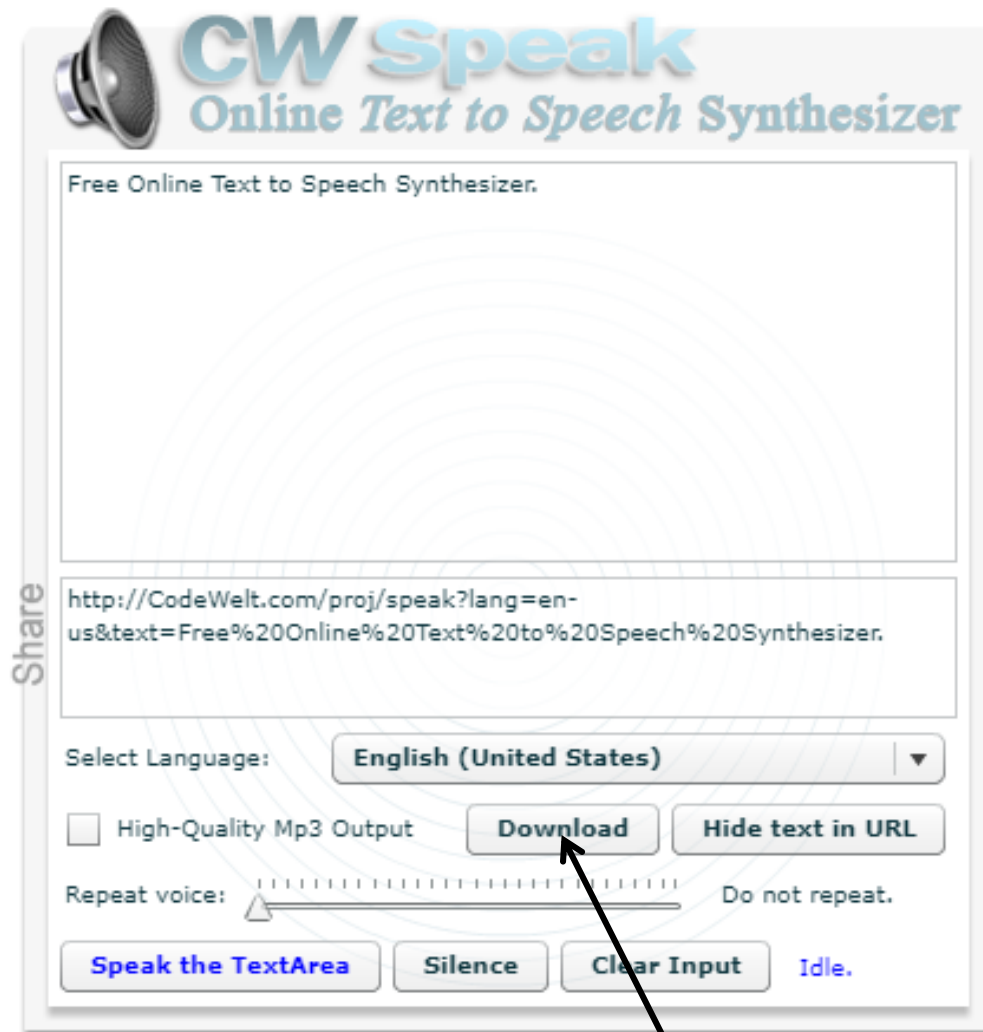 CW Speak
Online Text to Speech Synthesizer
Free Online Text to Speech Synthesizer.
Share
http://CodeWelt.com/proj/speak?lang=en-
us&text=Free%20Online%20Text%20to%20Speech%20Synthesizer.
Select Language: English (United States)
High-Quality Mp3 Output Download Hide text in URL
Repeat voice: Do not repeat.
Speak the TextArea Silence Clear Input Idle.